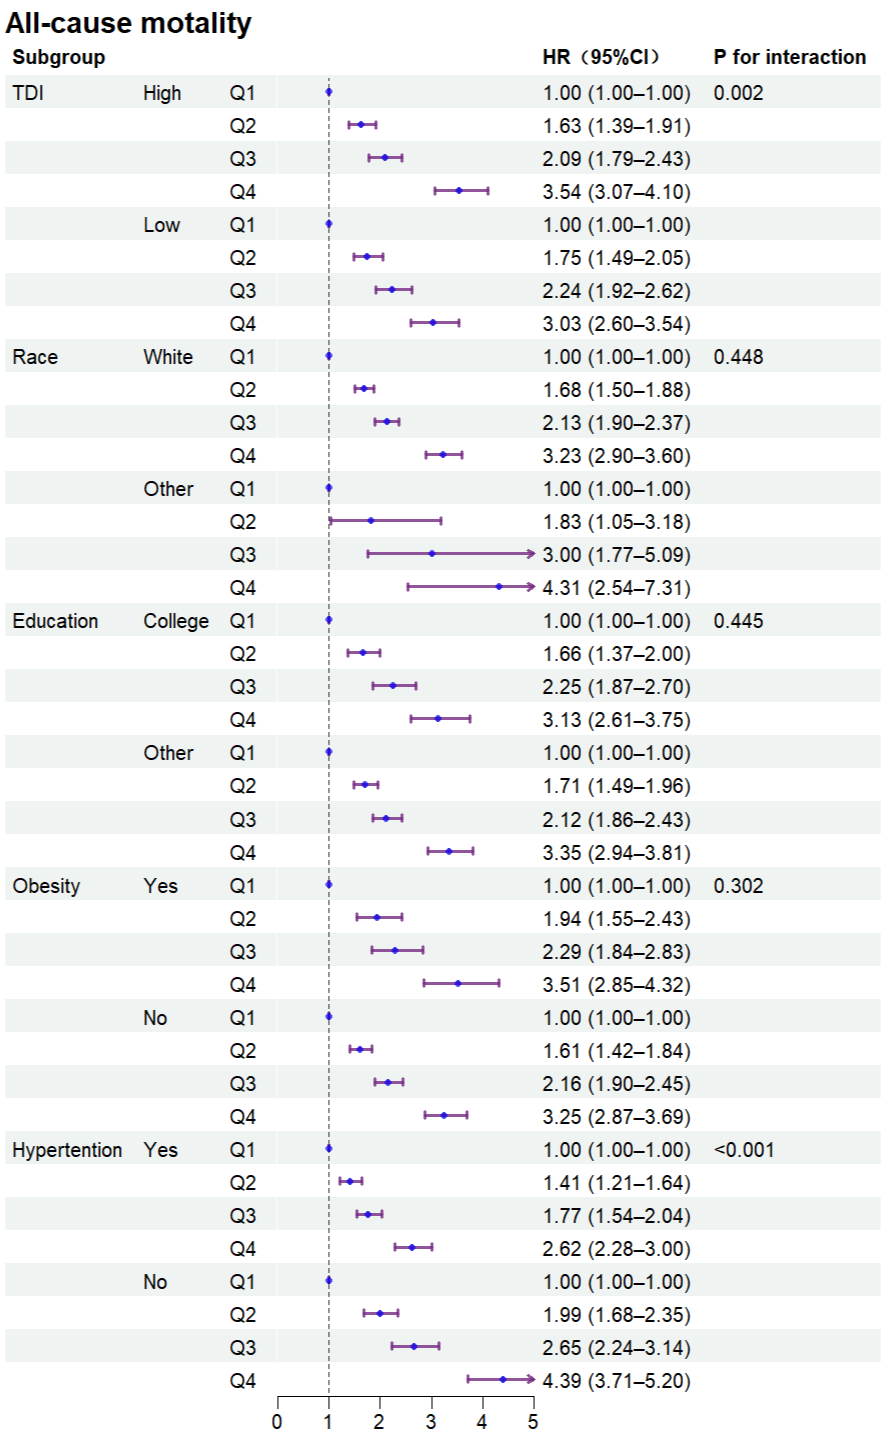 All-cause motality
Subgroup HR（95%CI） P for interaction
TDI High Q1 1.00 (1.00–1.00) 0.002
Q2 1.63 (1.39–1.91)
Q3 2.09 (1.79–2.43)
Q4 3.54 (3.07–4.10)
Low Q1 1.00 (1.00–1.00)
Q2 1.75 (1.49–2.05)
Q3 2.24 (1.92–2.62)
Q4 3.03 (2.60–3.54)
Race White Q1 1.00 (1.00–1.00) 0.448
Q2 1.68 (1.50–1.88)
Q3 2.13 (1.90–2.37)
Q4 3.23 (2.90–3.60)
Other Q1 1.00 (1.00–1.00)
Q2 1.83 (1.05–3.18)
Q3 3.00 (1.77–5.09)
Q4 4.31 (2.54–7.31)
Education College Q1 1.00 (1.00–1.00) 0.445
Q2 1.66 (1.37–2.00)
Q3 2.25 (1.87–2.70)
Q4 3.13 (2.61–3.75)
Other Q1 1.00 (1.00–1.00)
Q2 1.71 (1.49–1.96)
Q3 2.12 (1.86–2.43)
Q4 3.35 (2.94–3.81)
Obesity Yes Q1 1.00 (1.00–1.00) 0.302
Q2 1.94 (1.55–2.43)
Q3 2.29 (1.84–2.83)
Q4 3.51 (2.85–4.32)
No Q1 1.00 (1.00–1.00)
Q2 1.61 (1.42–1.84)
Q3 2.16 (1.90–2.45)
Q4 3.25 (2.87–3.69)
Hypertention Yes Q1 1.00 (1.00–1.00) <0.001
Q2 1.41 (1.21–1.64)
Q3 1.77 (1.54–2.04)
Q4 2.62 (2.28–3.00)
No Q1 1.00 (1.00–1.00)
Q2 1.99 (1.68–2.35)
Q3 2.65 (2.24–3.14)
Q4 4.39 (3.71–5.20)
0 1 2 3 4 5